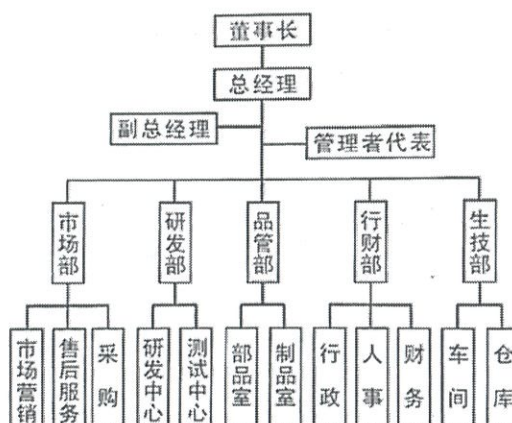 董事长
总经理
副总经理
管理者代表
市场部
研发部
品管部
行财部
生技部
市场营销
售后服务
采购
研发中心
测试中心
部品室
制品室
行政
人事
财务
车间
仓库